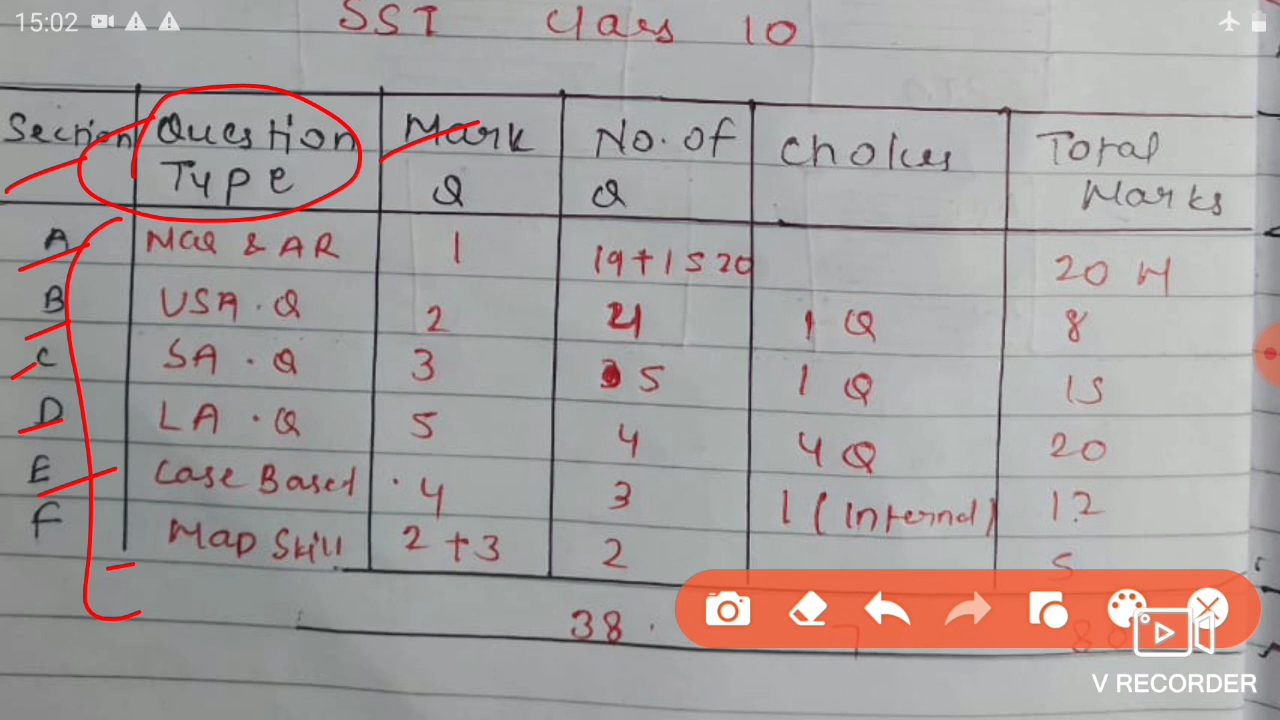 15:02
SST Class 10
Section Question Type Mark Q No. of Q Choices Total Marks
A MCQ & AR 1 19+1 = 20 20 M
B VSA . Q 2 4 1 Q 8
C SA . Q 3 5 1 Q 15
D LA . Q 5 4 4 Q 20
E Case Based . 4 3 1 (Internal) 12
F Map Skill 2 + 3 2 5
38 . 7 80
V RECORDER